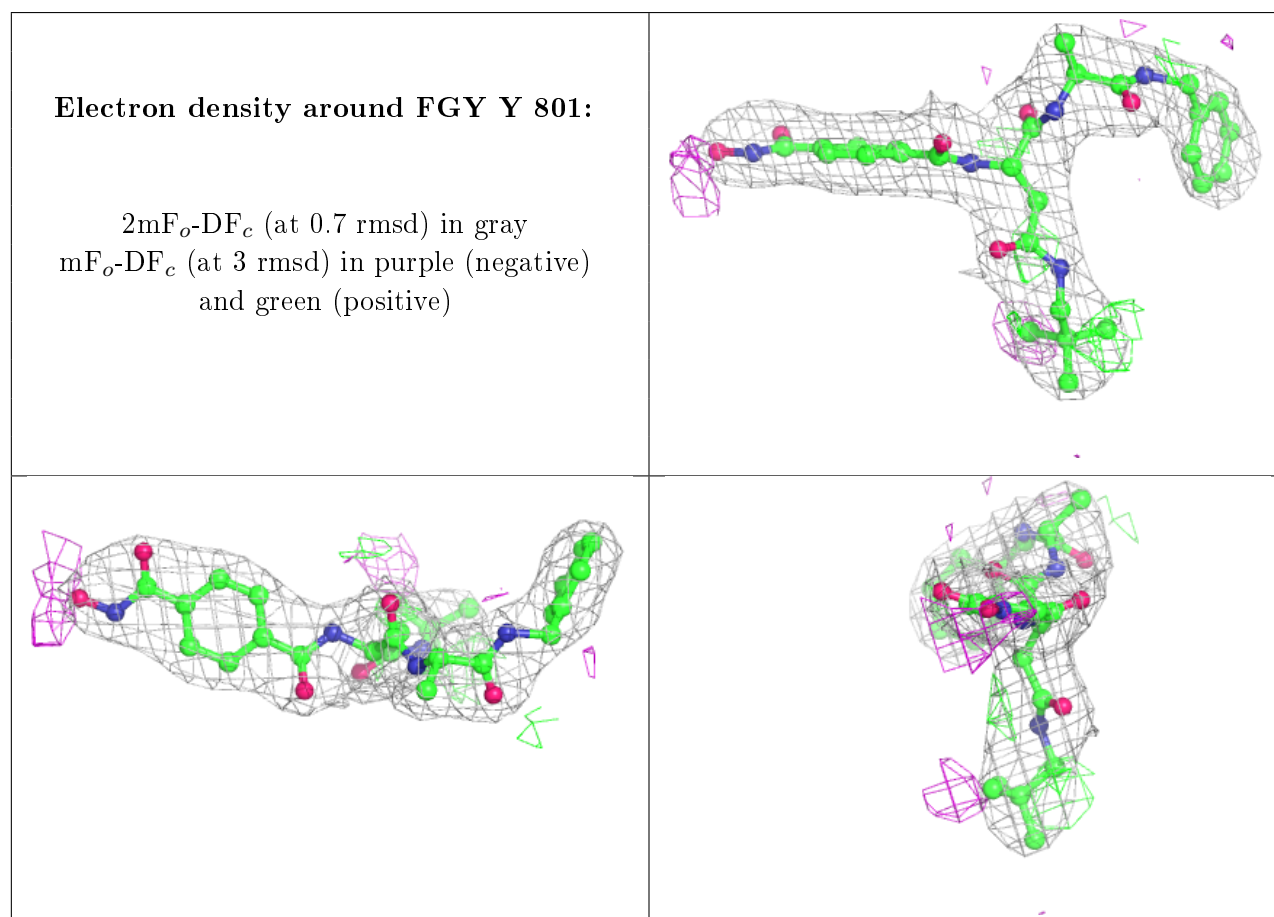 Electron density around FGY Y 801:
2mFo-DFc (at 0.7 rmsd) in gray
mFo-DFc (at 3 rmsd) in purple (negative)
and green (positive)